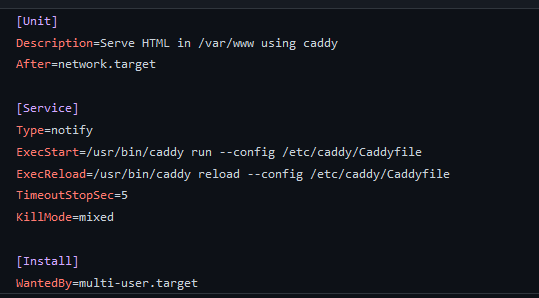 [Unit]
Description=Serve HTML in /var/www using caddy
After=network.target
[Service]
Type=notify
ExecStart=/usr/bin/caddy run --config /etc/caddy/Caddyfile
ExecReload=/usr/bin/caddy reload --config /etc/caddy/Caddyfile
TimeoutStopSec=5
KillMode=mixed
[Install]
WantedBy=multi-user.target